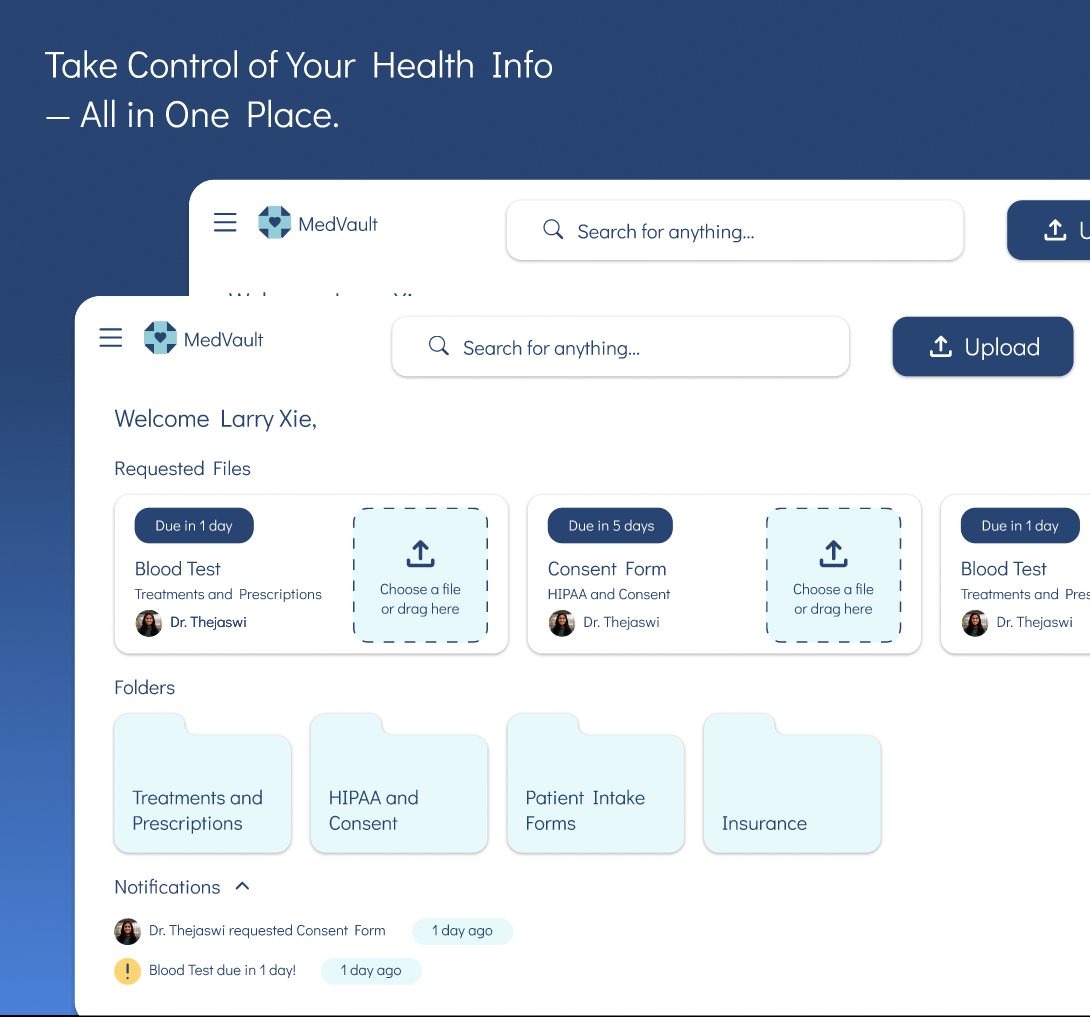 Take Control of Your Health Info
— All in One Place.
MedVault
Search for anything...
MedVault
Search for anything...
Upload
Welcome Larry Xie,
Requested Files
Due in 1 day
Blood Test
Treatments and Prescriptions
Dr. Thejaswi
Choose a file
or drag here
Due in 5 days
Consent Form
HIPAA and Consent
Dr. Thejaswi
Choose a file
or drag here
Due in 1 day
Blood Test
Treatments and
Dr. Thejaswi
Folders
Treatments and
Prescriptions
HIPAA and
Consent
Patient Intake
Forms
Insurance
Notifications
Dr. Thejaswi requested Consent Form
1 day ago
Blood Test due in 1 day!
1 day ago